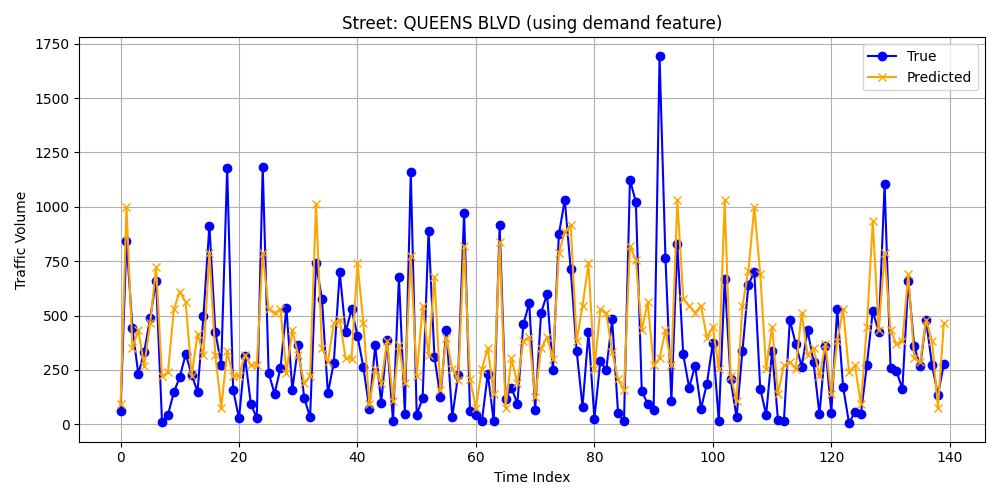 Street: QUEENS BLVD (using demand feature)
True
Predicted
Traffic Volume
1750
1500
1250
1000
750
500
250
0
0 20 40 60 80 100 120 140
Time Index